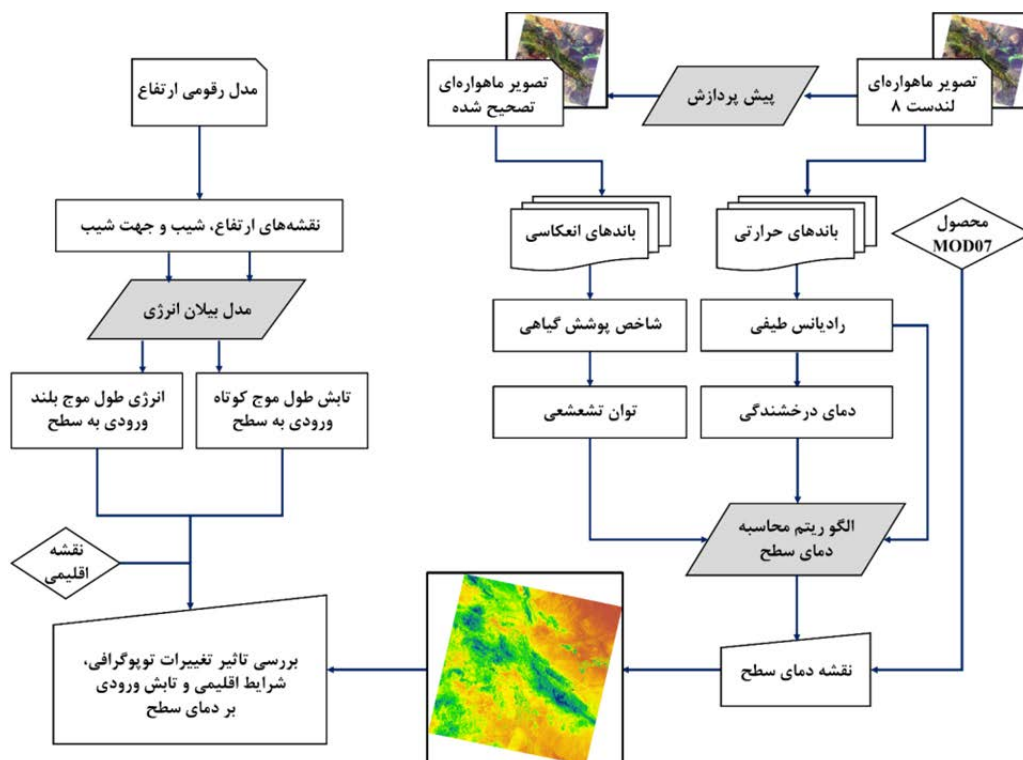 تصویر ماهواره‌ای
لندست ۸
پیش پردازش
تصویر ماهواره‌ای
تصحیح شده
مدل رقومی ارتفاع
باندهای حرارتی
باندهای انعکاسی
محصول
MOD07
نقشه‌های ارتفاع، شیب و جهت شیب
رادیانس طیفی
شاخص پوشش گیاهی
مدل بیلان انرژی
دمای درخشندگی
توان تشعشعی
تابش طول موج کوتاه
ورودی به سطح
انرژی طول موج بلند
ورودی به سطح
الگو ریتم محاسبه
دمای سطح
نقشه
اقلیمی
نقشه دمای سطح
بررسی تاثیر تغییرات توپوگرافی،
شرایط اقلیمی و تابش ورودی
بر دمای سطح